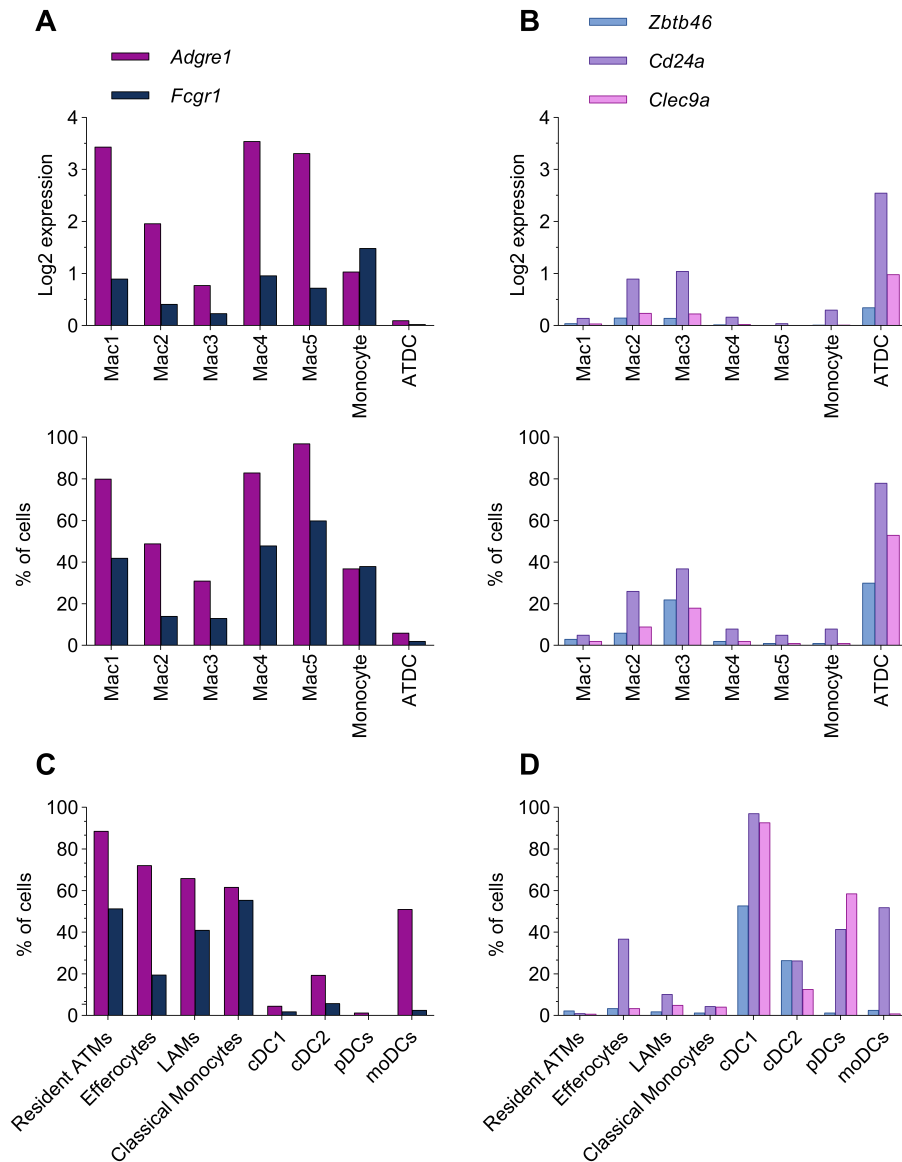 A
Adgre1
Fcgr1
Log2 expression
4
3
2
1
0
Mac1
Mac2
Mac3
Mac4
Mac5
Monocyte
ATDC
% of cells
100
80
60
40
20
0
Mac1
Mac2
Mac3
Mac4
Mac5
Monocyte
ATDC
B
Zbtb46
Cd24a
Clec9a
Log2 expression
4
3
2
1
0
Mac1
Mac2
Mac3
Mac4
Mac5
Monocyte
ATDC
% of cells
100
80
60
40
20
0
Mac1
Mac2
Mac3
Mac4
Mac5
Monocyte
ATDC
C
% of cells
100
80
60
40
20
0
Resident ATMs
Efferocytes
LAMs
Classical Monocytes
cDC1
cDC2
pDCs
moDCs
D
% of cells
100
80
60
40
20
0
Resident ATMs
Efferocytes
LAMs
Classical Monocytes
cDC1
cDC2
pDCs
moDCs